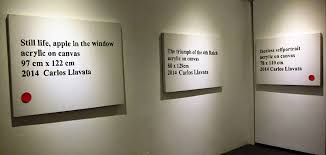 Still life, apple in the window
acrylic on canvas
97 cm x 122 cm
2014 Carlos Llavata
The triumph of the 4th Reich
acrylic on canvas
2014 Carlos Llavata
Faceless selfportrait
acrylic on canvas
2014 Carlos Llavata